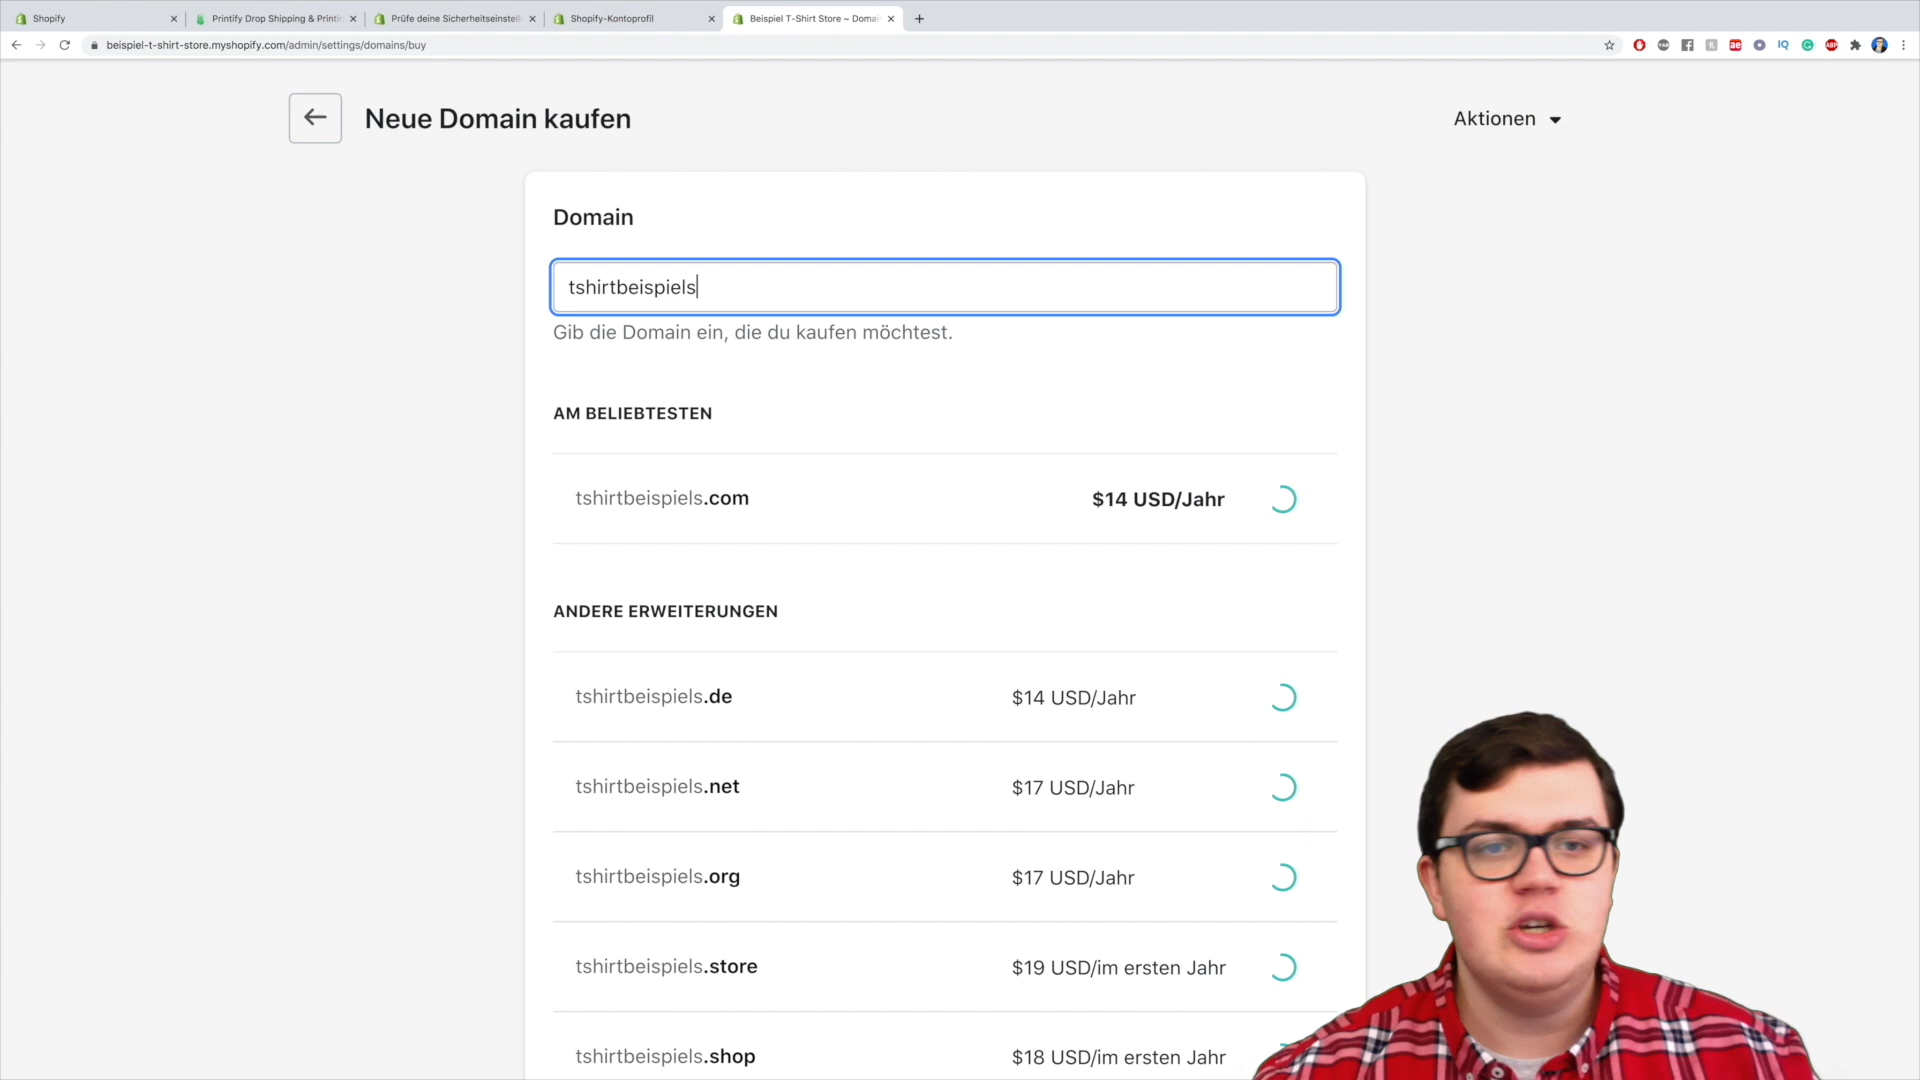 Shopify
Printify Drop Shipping & Printin
Prüfe deine Sicherheitseinstell
Shopify-Kontoprofil
Beispiel T-Shirt Store ~ Domai
beispiel-t-shirt-store.myshopify.com/admin/settings/domains/buy
Neue Domain kaufen
Aktionen
Domain
tshirtbeispiels
Gib die Domain ein, die du kaufen möchtest.
AM BELIEBTESTEN
tshirtbeispiels.com $14 USD/Jahr
ANDERE ERWEITERUNGEN
tshirtbeispiels.de $14 USD/Jahr
tshirtbeispiels.net $17 USD/Jahr
tshirtbeispiels.org $17 USD/Jahr
tshirtbeispiels.store $19 USD/im ersten Jahr
tshirtbeispiels.shop $18 USD/im ersten Jahr